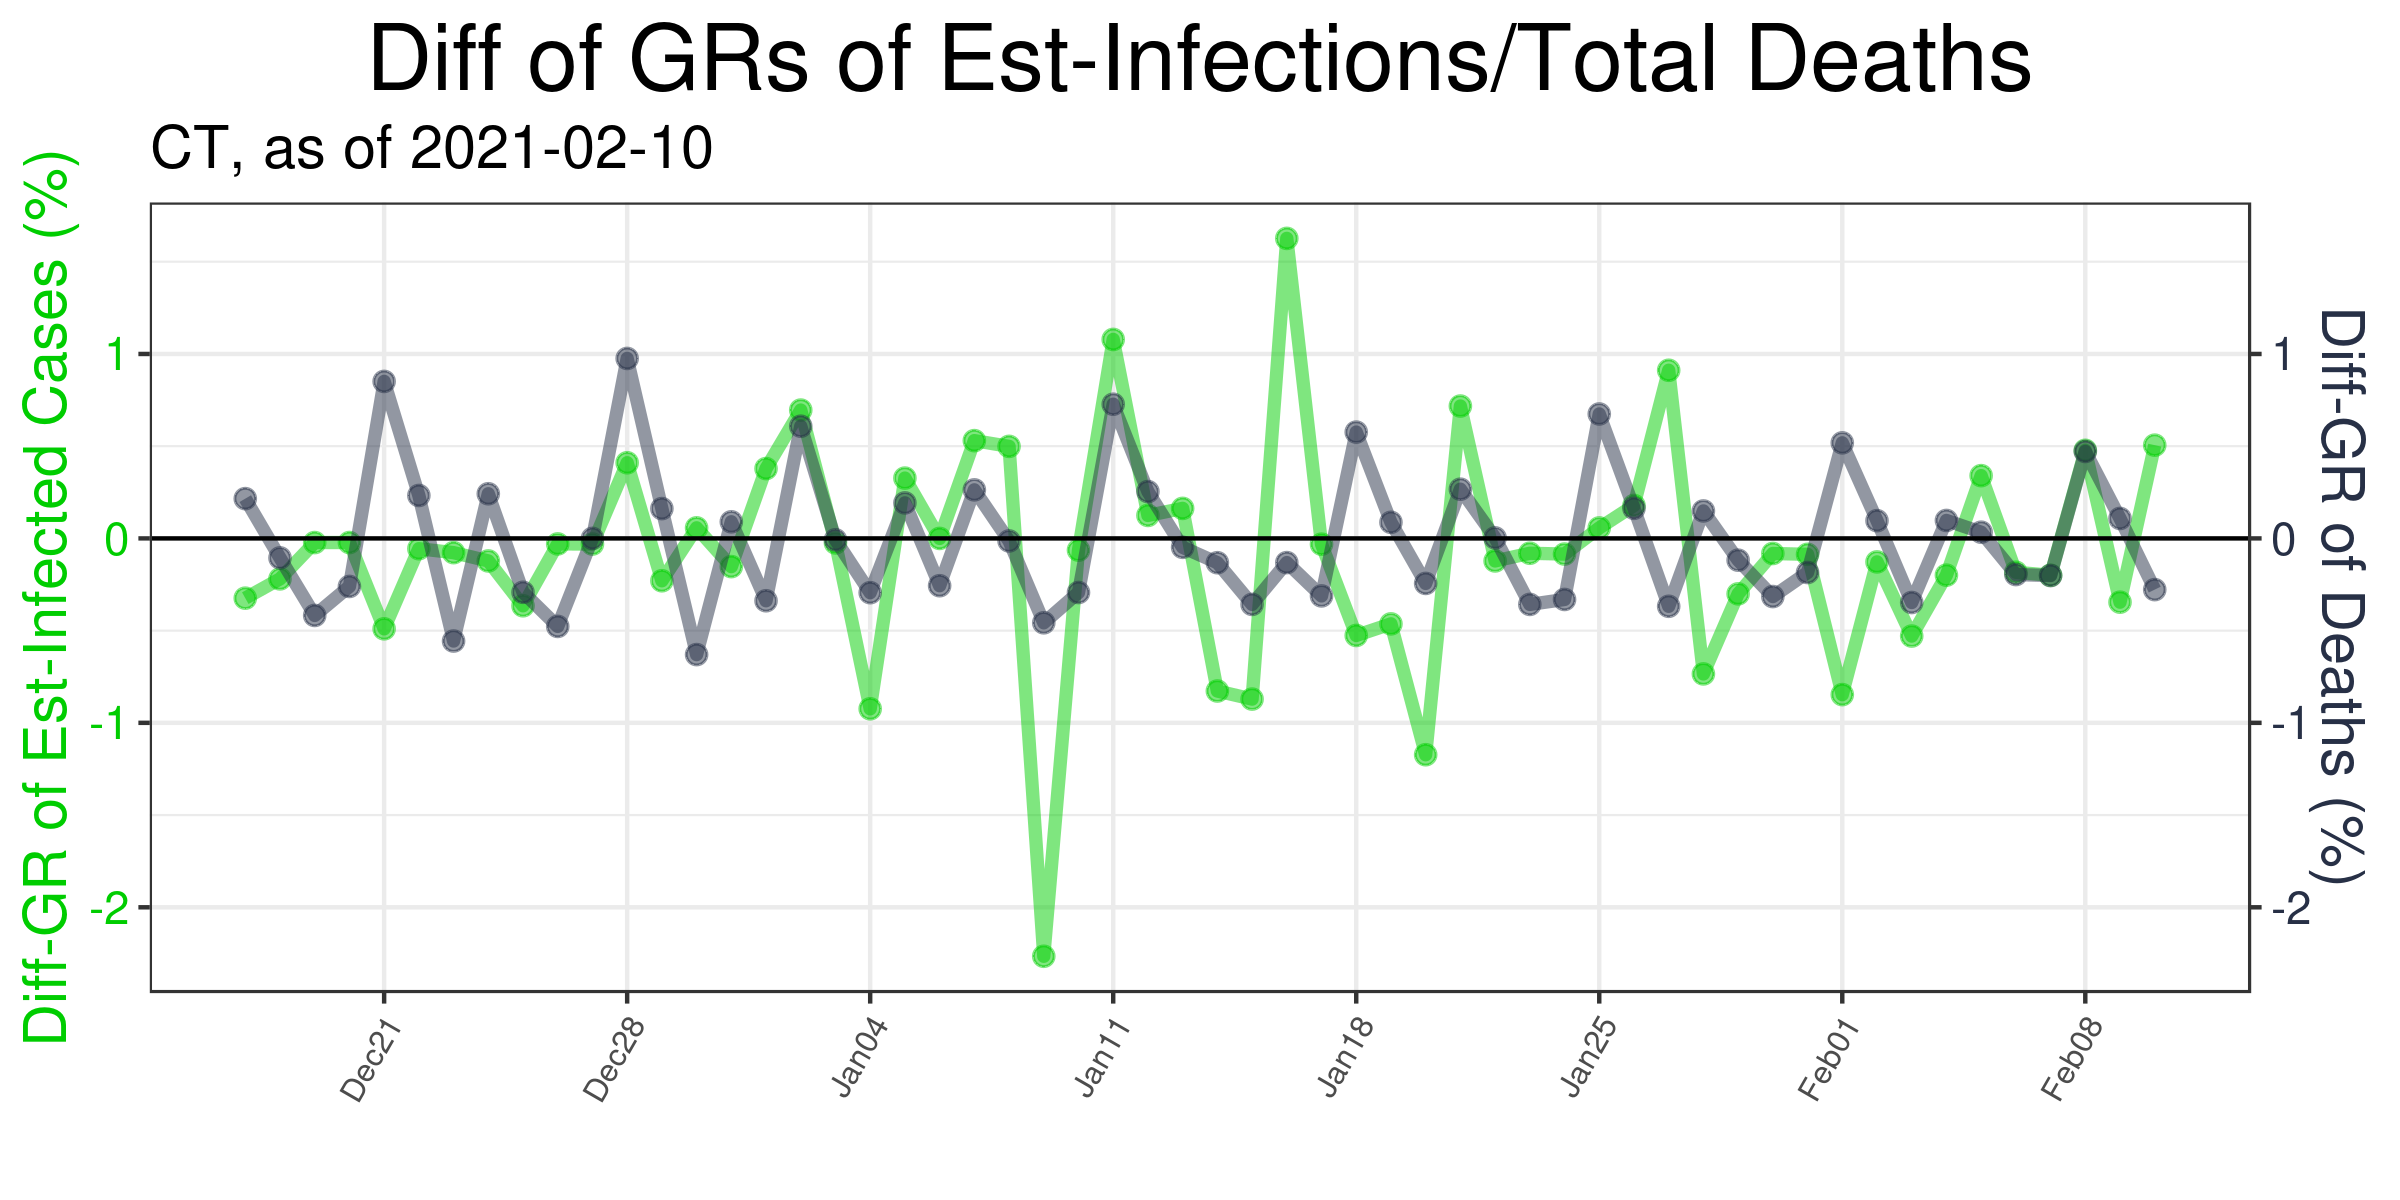 Diff of GRs of Est-Infections/Total Deaths
CT, as of 2021-02-10
Diff-GR of Est-Infected Cases (%)
1
0
-1
-2
1
0
-1
-2
Diff-GR of Deaths (%)
Dec21
Dec28
Jan04
Jan11
Jan18
Jan25
Feb01
Feb08